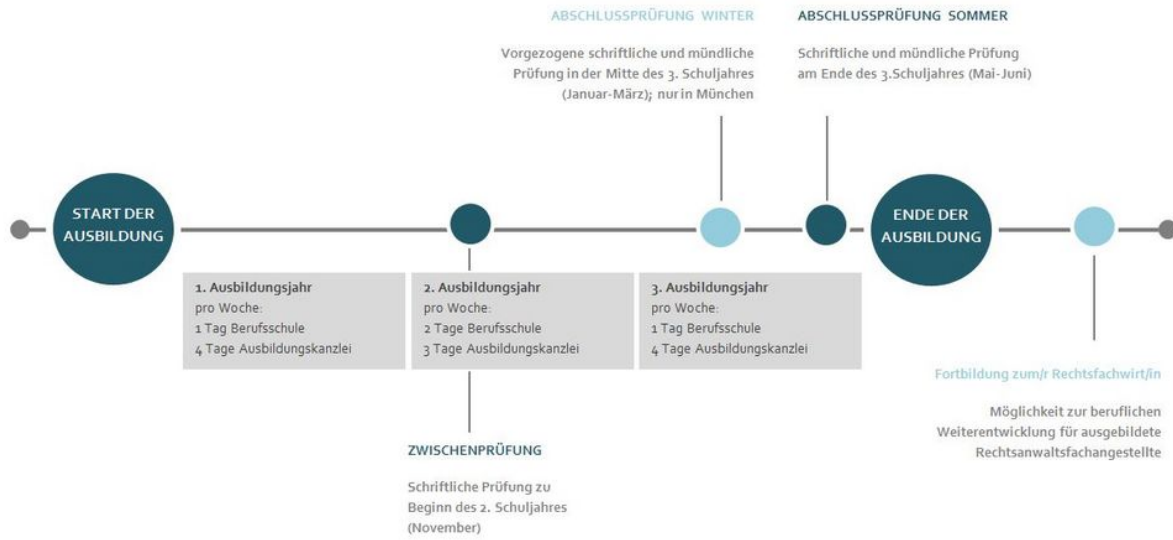 ABSCHLUSSPRÜFUNG WINTER
Vorgezogene schriftliche und mündliche
Prüfung in der Mitte des 3. Schuljahres
(Januar-März); nur in München
ABSCHLUSSPRÜFUNG SOMMER
Schriftliche und mündliche Prüfung
am Ende des 3.Schuljahres (Mai-Juni)
START DER
AUSBILDUNG
ENDE DER
AUSBILDUNG
1. Ausbildungsjahr
pro Woche:
1 Tag Berufsschule
4 Tage Ausbildungskanzlei
2. Ausbildungsjahr
pro Woche:
2 Tage Berufsschule
3 Tage Ausbildungskanzlei
3. Ausbildungsjahr
pro Woche:
1 Tag Berufsschule
4 Tage Ausbildungskanzlei
ZWISCHENPRÜFUNG
Schriftliche Prüfung zu
Beginn des 2. Schuljahres
(November)
Fortbildung zum/r Rechtsfachwirt/in
Möglichkeit zur beruflichen
Weiterentwicklung für ausgebildete
Rechtsanwaltsfachangestellte